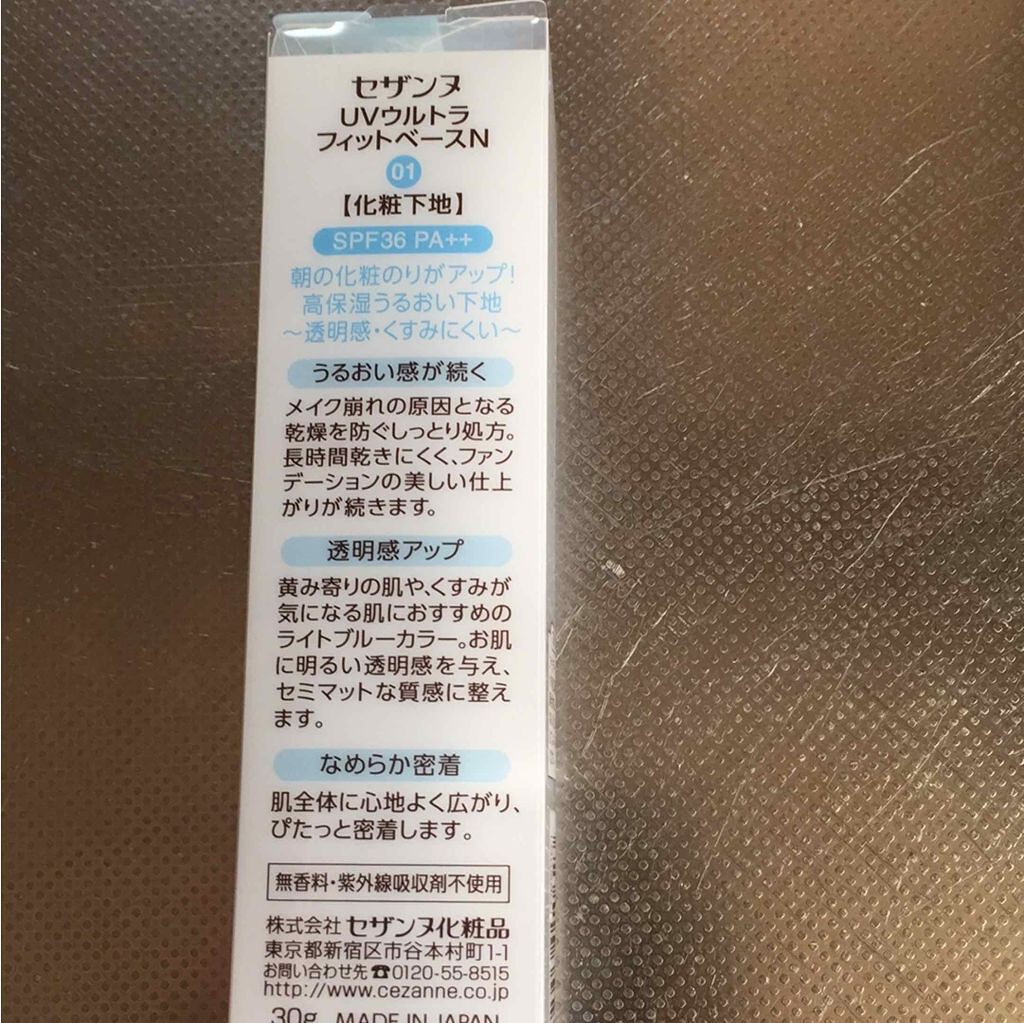 セザンヌ
UVウルトラ
フィットベースN
01
【化粧下地】
SPF36 PA++
朝の化粧のりがアップ!
高保湿うるおい下地
～透明感・くすみにくい～
うるおい感が続く
メイク崩れの原因となる
乾燥を防ぐしっとり処方。
長時間乾きにくく、ファン
デーションの美しい仕上
がりが続きます。
透明感アップ
黄み寄りの肌や、くすみが
気になる肌におすすめの
ライトブルーカラー。お肌
に明るい透明感を与え、
セミマットな質感に整え
ます。
なめらか密着
肌全体に心地よく広がり、
ぴたっと密着します。
無香料・紫外線吸収剤不使用
株式会社 セザンヌ化粧品
東京都新宿区市谷本村町1-1
お問い合わせ先☎0120-55-8515
http://www.cezanne.co.jp
30g MADE IN JAPAN